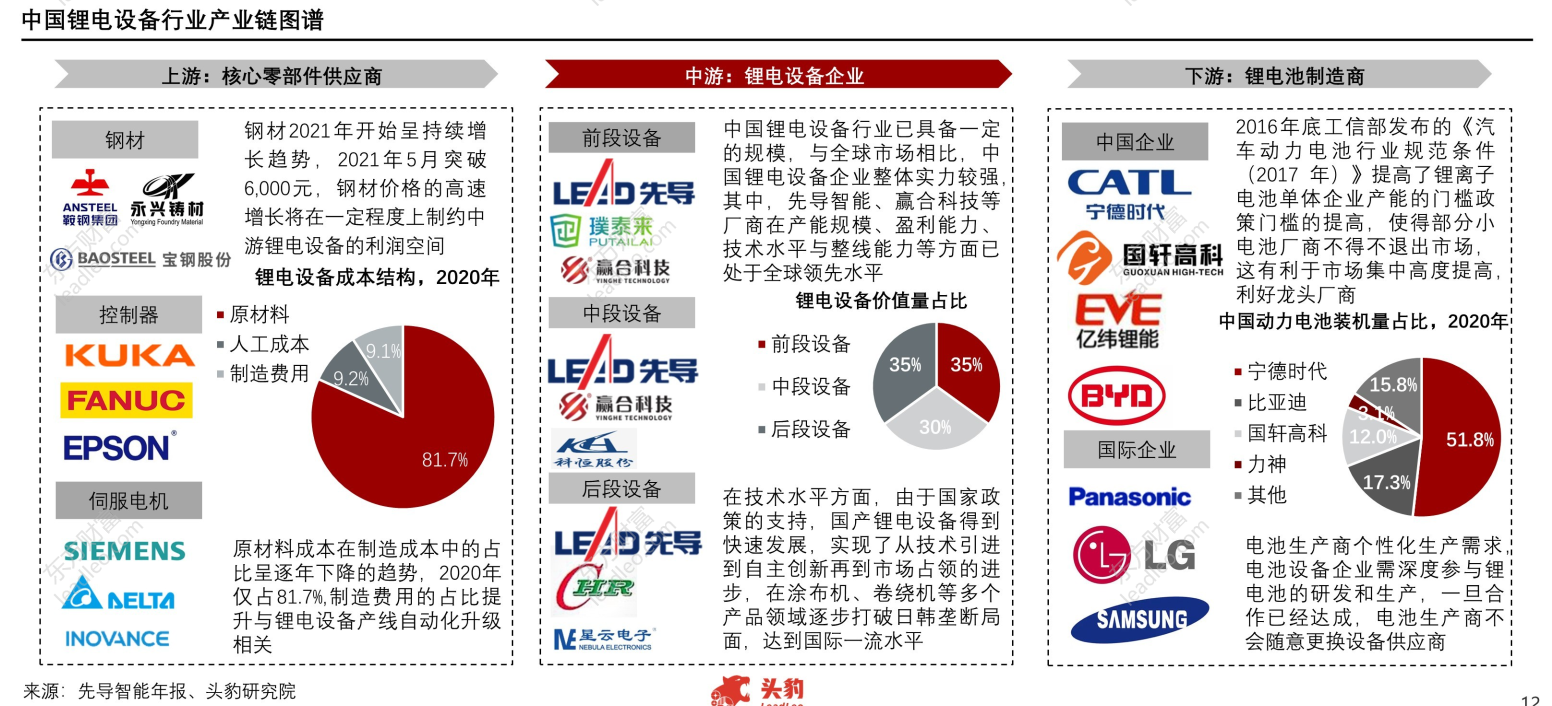 中国锂电设备行业产业链图谱
上游：核心零部件供应商
钢材
ANSTEEL
鞍钢集团
永兴铸材
Yongxing Foundry Material
BAOSTEEL 宝钢股份
钢材2021年开始呈持续增
长趋势，2021年5月突破
6,000元，钢材价格的高速
增长将在一定程度上制约中
游锂电设备的利润空间
锂电设备成本结构，2020年
控制器
KUKA
FANUC
EPSON®
原材料
人工成本
制造费用
9.1%
9.2%
81.7%
伺服电机
SIEMENS
DELTA
INOVANCE
原材料成本在制造成本中的占
比呈逐年下降的趋势，2020年
仅占81.7%,制造费用的占比提
升与锂电设备产线自动化升级
相关
中游：锂电设备企业
前段设备
LEAD先导
璞泰来
PUTAILAI
赢合科技
YINGHE TECHNOLOGY
中国锂电设备行业已具备一定
的规模，与全球市场相比，中
国锂电设备企业整体实力较强,
其中，先导智能、赢合科技等
厂商在产能规模、盈利能力、
技术水平与整线能力等方面已
处于全球领先水平
锂电设备价值量占比
中段设备
LEAD先导
赢合科技
YINGHE TECHNOLOGY
KH
科恒股份
前段设备
中段设备
后段设备
35%
35%
30%
后段设备
LEAD先导
CHR
星云电子®
NEBULA ELECTRONICS
在技术水平方面，由于国家政
策的支持，国产锂电设备得到
快速发展，实现了从技术引进
到自主创新再到市场占领的进
步，在涂布机、卷绕机等多个
产品领域逐步打破日韩垄断局
面，达到国际一流水平
下游：锂电池制造商
中国企业
CATL
宁德时代
国轩高科
GUOXUAN HIGH-TECH
EVE
亿纬锂能
BYD
2016年底工信部发布的《汽
车动力电池行业规范条件
（2017 年）》提高了锂离子
电池单体企业产能的门槛政
策门槛的提高，使得部分小
电池厂商不得不退出市场，
这有利于市场集中高度提高,
利好龙头厂商
中国动力电池装机量占比，2020年
宁德时代
比亚迪
国轩高科
力神
其他
15.8%
3.1%
12.0%
17.3%
51.8%
国际企业
Panasonic
LG
SAMSUNG
电池生产商个性化生产需求,
电池设备企业需深度参与锂
电池的研发和生产，一旦合
作已经达成，电池生产商不
会随意更换设备供应商
来源：先导智能年报、头豹研究院
头豹
LeadLeo
12